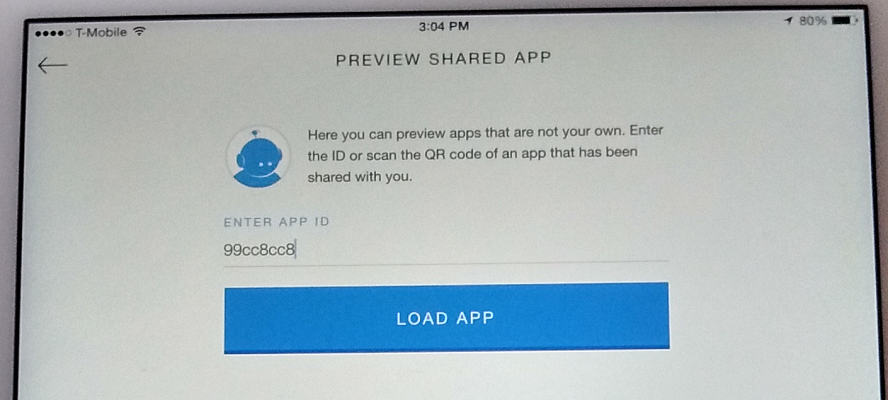 T-Mobile 3:04 PM 80%
PREVIEW SHARED APP
Here you can preview apps that are not your own. Enter
the ID or scan the QR code of an app that has been
shared with you.
ENTER APP ID
99cc8cc8
LOAD APP